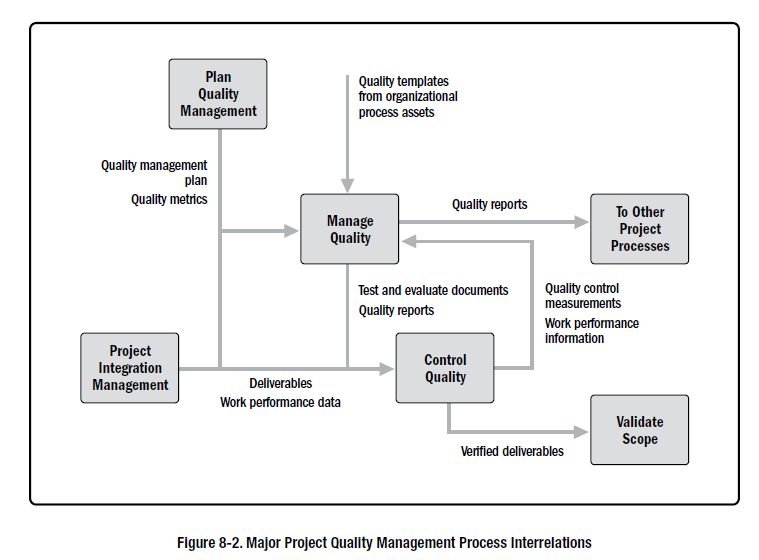 Plan
Quality
Management
Quality templates
from organizational
process assets
Quality management
plan
Quality metrics
Manage
Quality
Quality reports
To Other
Project
Processes
Test and evaluate documents
Quality reports
Quality control
measurements
Work performance
information
Project
Integration
Management
Deliverables
Work performance data
Control
Quality
Verified deliverables
Validate
Scope
Figure 8-2. Major Project Quality Management Process Interrelations